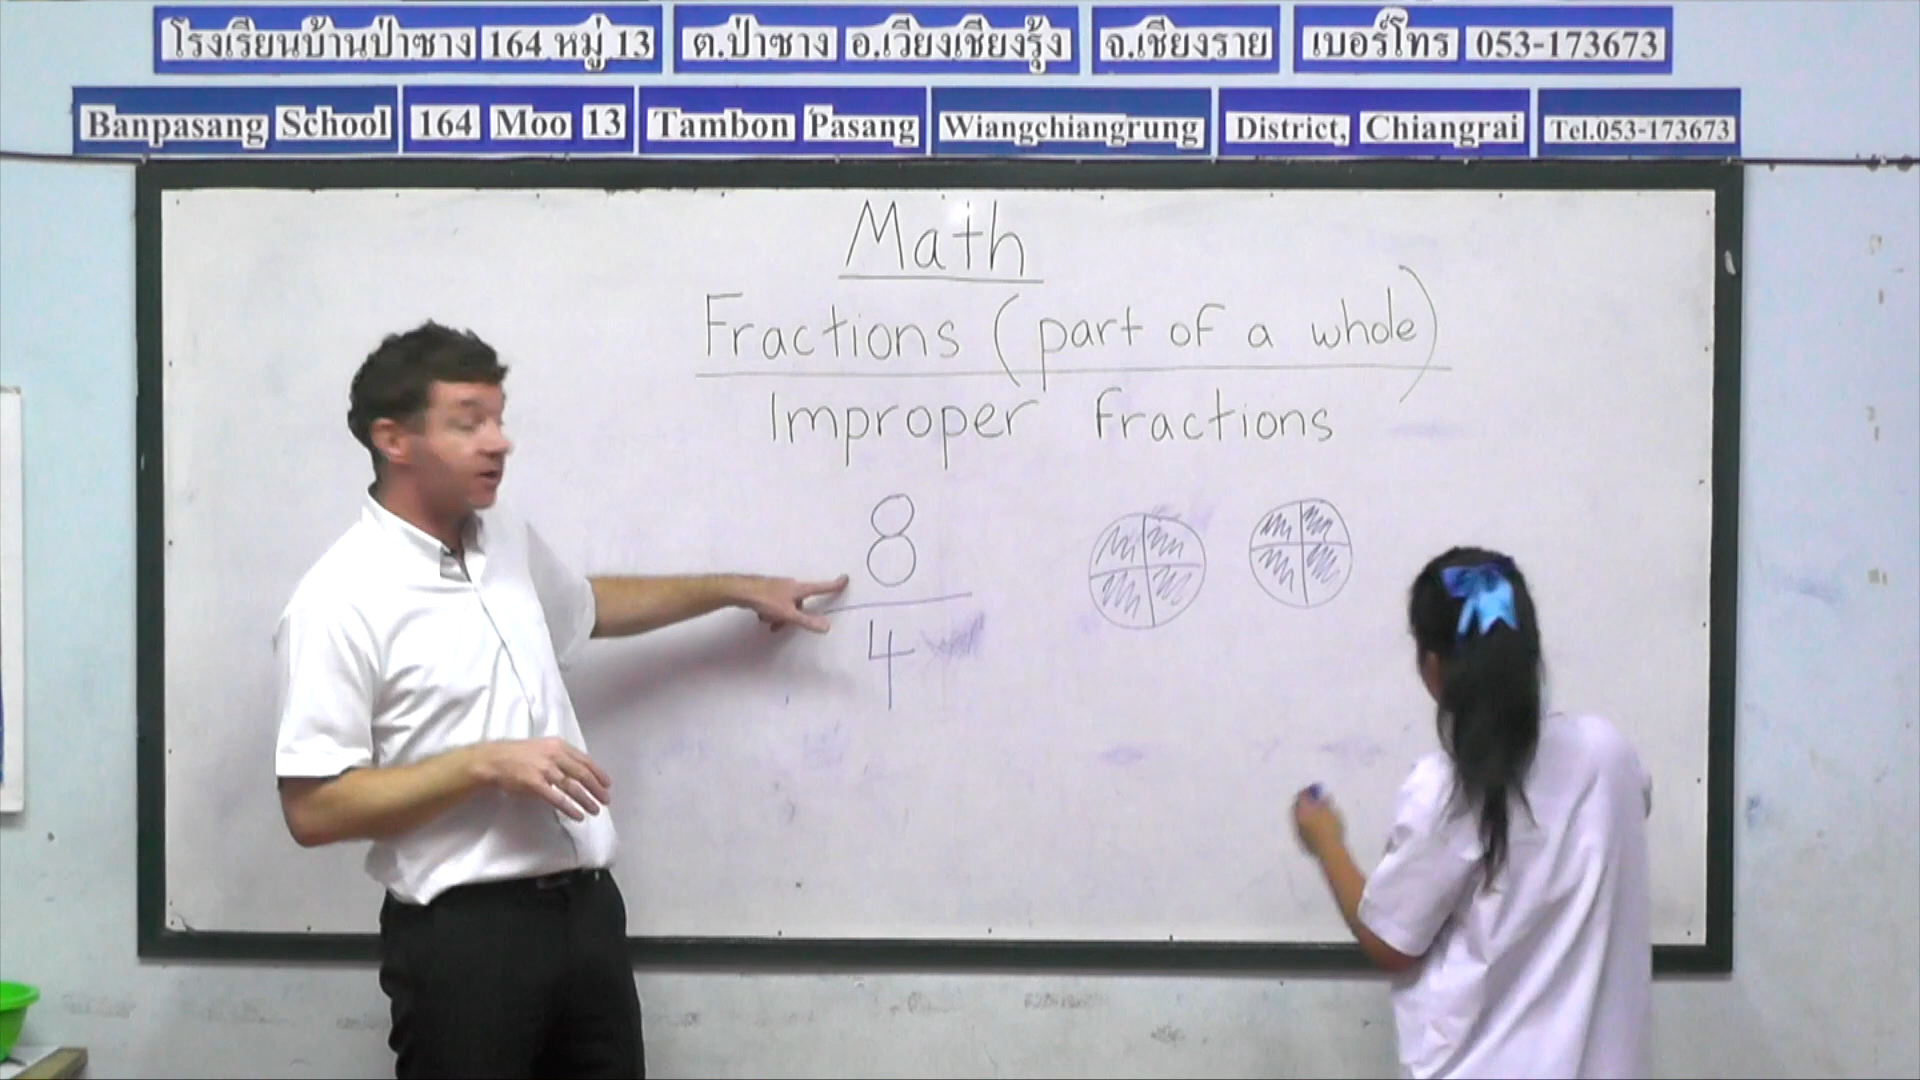 โรงเรียนบ้านป่าซาง 164 หมู่ 13 ต.ป่าซาง อ.เวียงเชียงรุ้ง จ.เชียงราย เบอร์โทร 053-173673
Banpasang School 164 Moo 13 Tambon Pasang Wiangchiangrung District, Chiangrai Tel.053-173673
Math
Fractions (part of a whole)
Improper Fractions
8
4